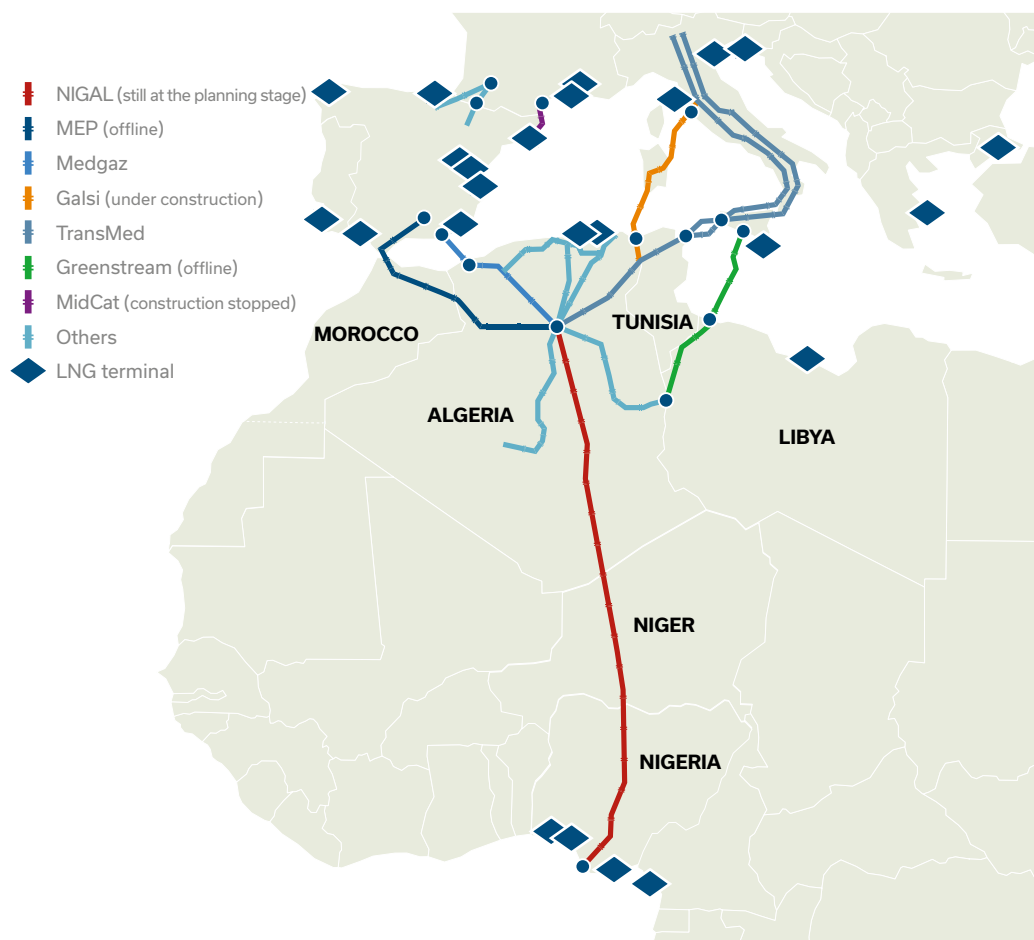 NIGAL (still at the planning stage)
MEP (offline)
Medgaz
Galsi (under construction)
TransMed
Greenstream (offline)
MidCat (construction stopped)
Others
LNG terminal
MOROCCO
TUNISIA
ALGERIA
LIBYA
NIGER
NIGERIA